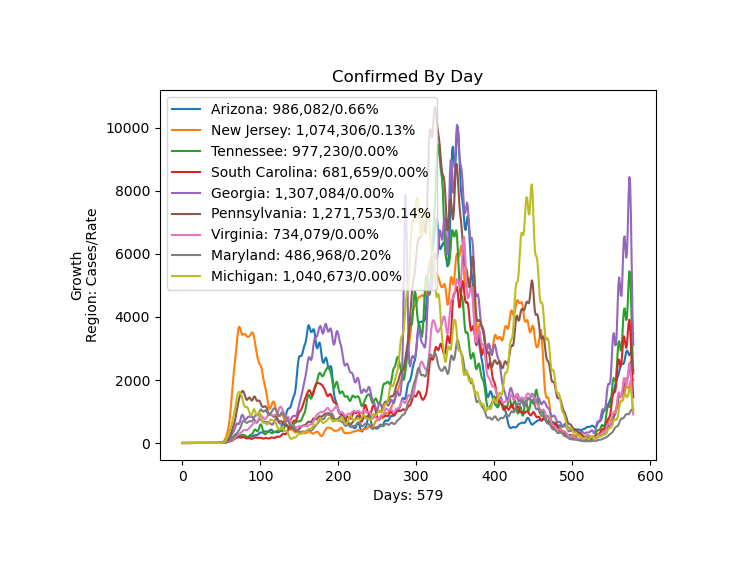 Confirmed By Day
Arizona: 986,082/0.66%
New Jersey: 1,074,306/0.13%
Tennessee: 977,230/0.00%
South Carolina: 681,659/0.00%
Georgia: 1,307,084/0.00%
Pennsylvania: 1,271,753/0.14%
Virginia: 734,079/0.00%
Maryland: 486,968/0.20%
Michigan: 1,040,673/0.00%
10000
8000
6000
4000
2000
0
Growth
Region: Cases/Rate
0 100 200 300 400 500 600
Days: 579